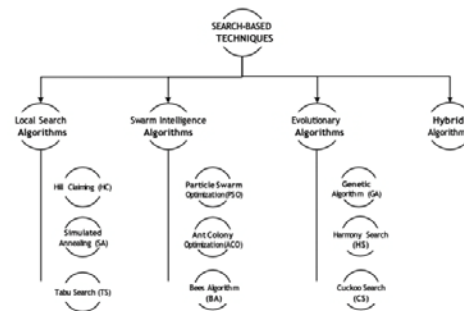 SEARCH-BASED
TECHNIQUES
Local Search
Algorithms
Swarm Intelligence
Algorithms
Evolutionary
Algorithms
Hybrid
Algorithm
Hill Claiming (HC)
Simulated
Annealing (SA)
Tabu Search (TS)
Particle Swarm
Optimization(PSO)
Ant Colony
Optimization(ACO)
Bees Algorithm
(BA)
Genetic
Algorithm (GA)
Harmony Search
(HS)
Cuckoo Search
(CS)